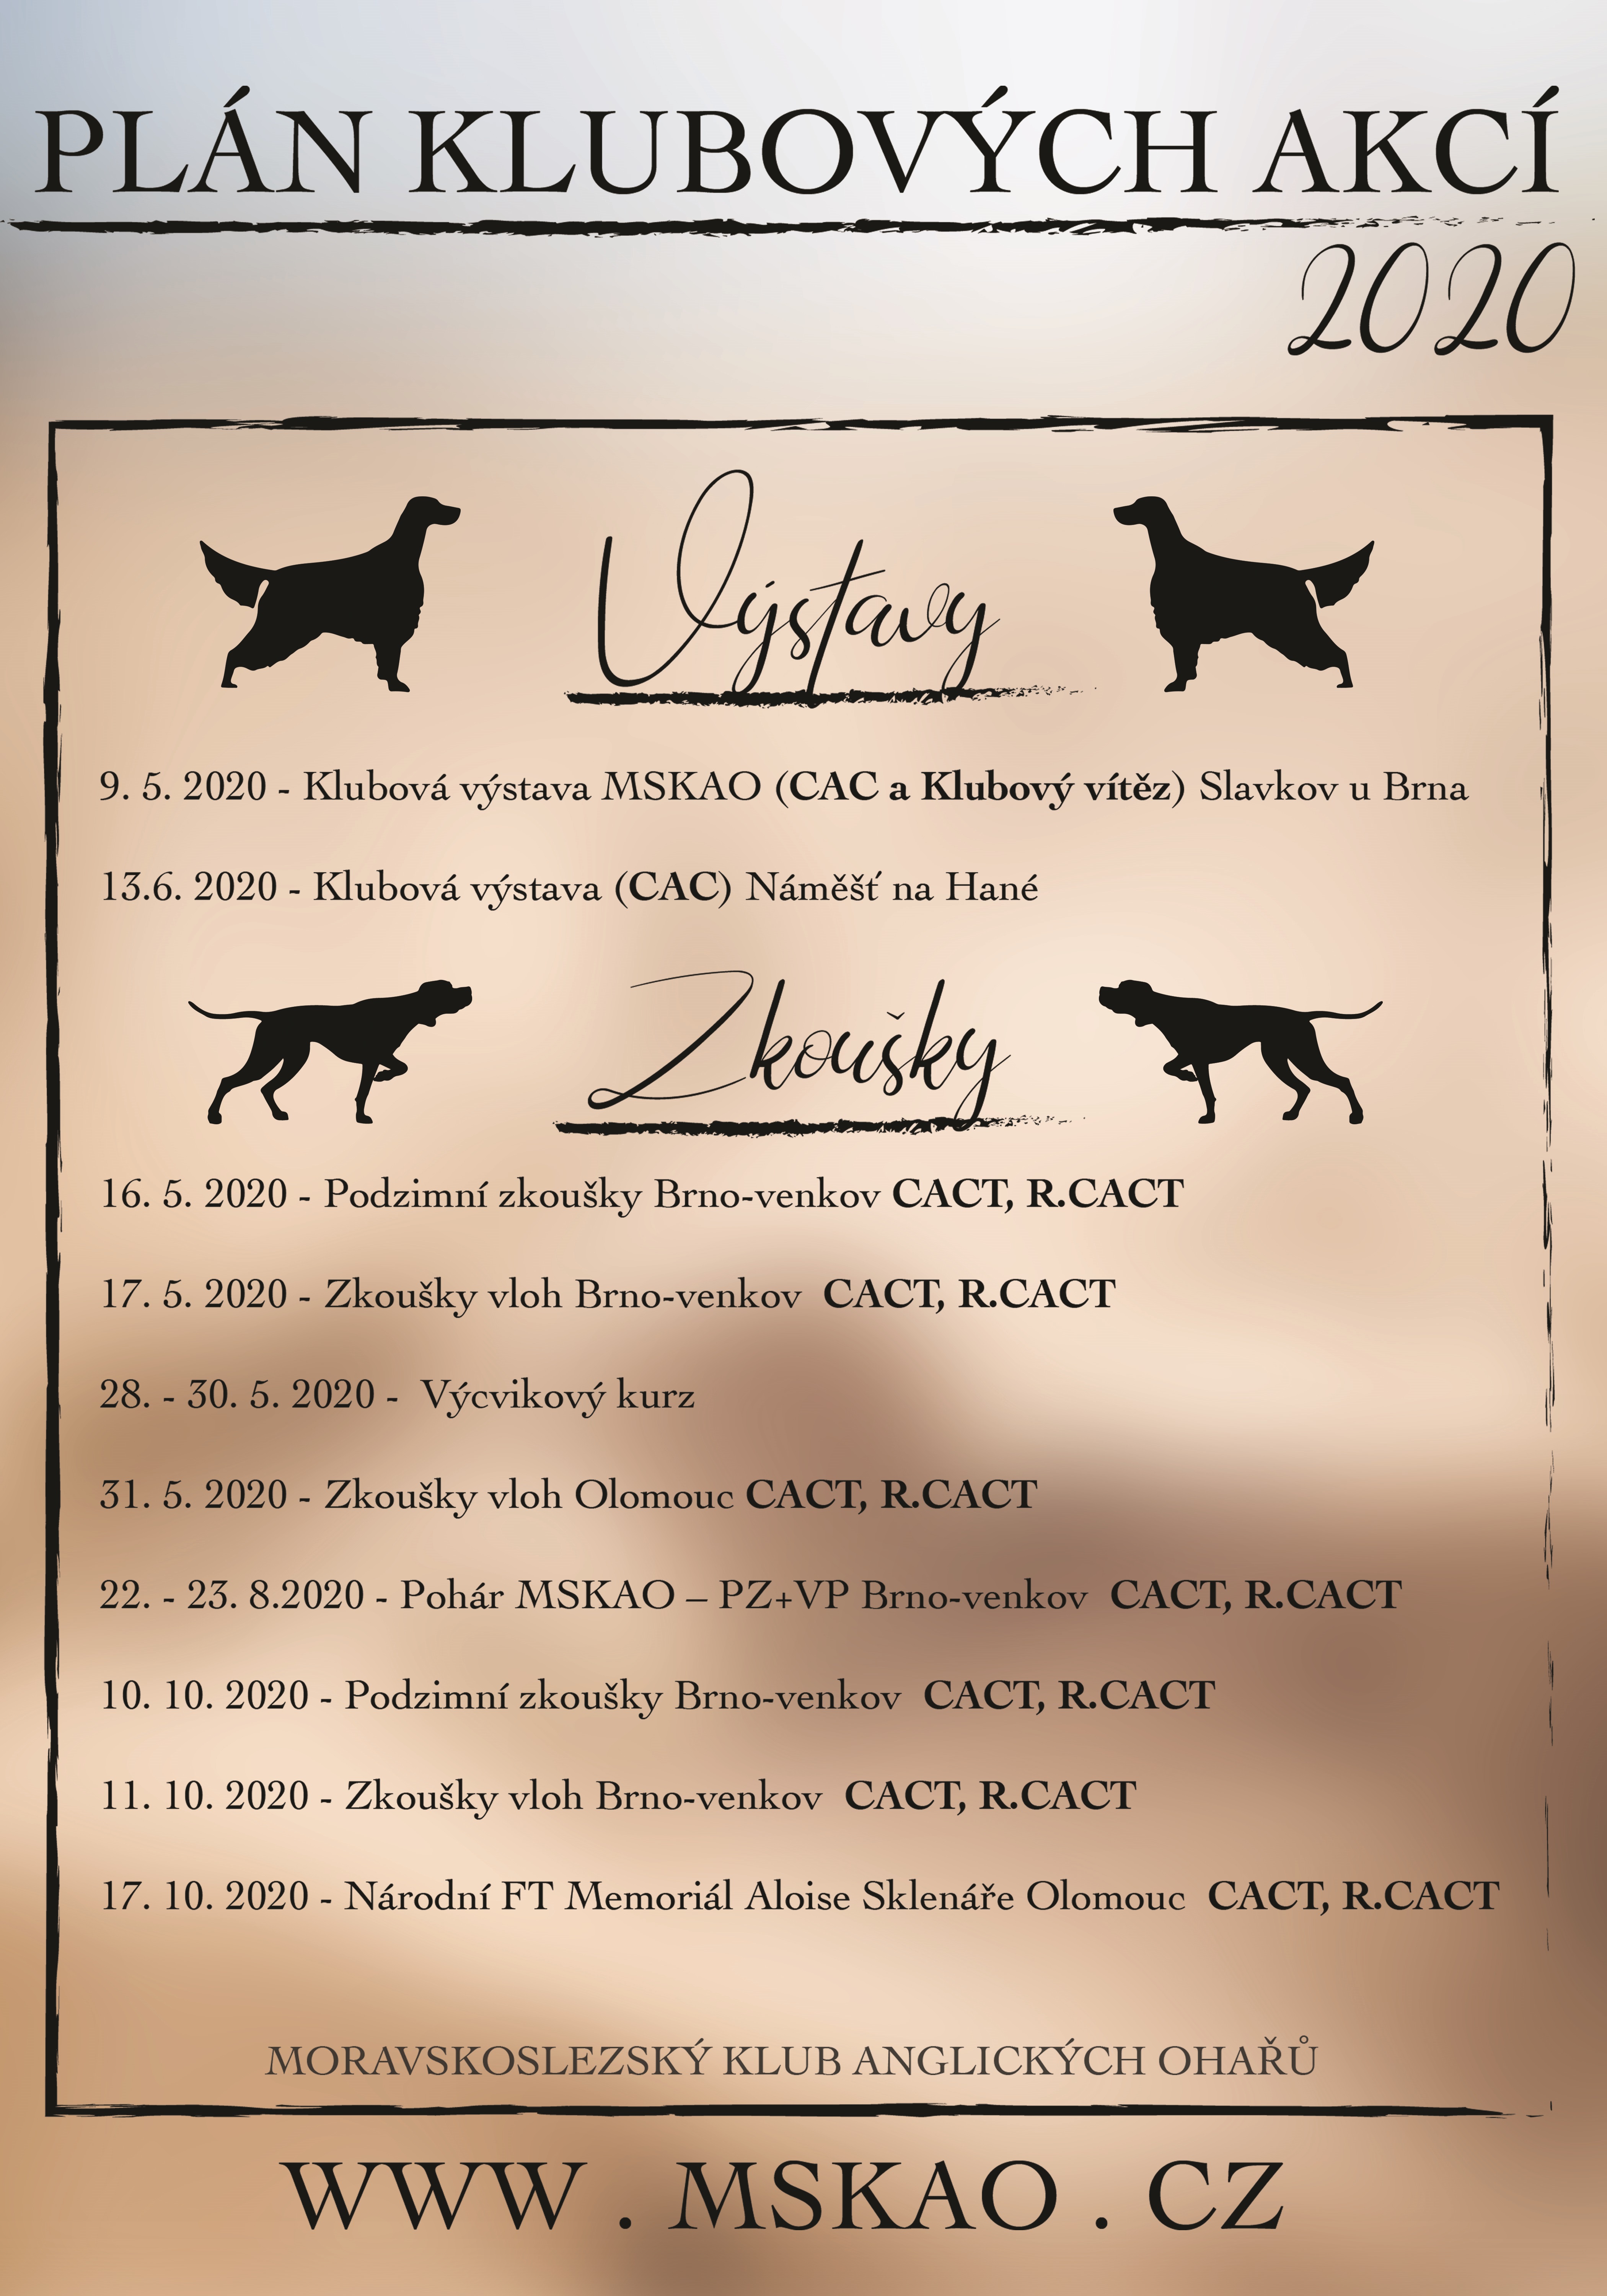 PLÁN KLUBOVÝCH AKCÍ
2020
Výstavy
9. 5. 2020 - Klubová výstava MSKAO (CAC a Klubový vítěz) Slavkov u Brna
13.6. 2020 - Klubová výstava (CAC) Náměšť na Hané
Zkoušky
16. 5. 2020 - Podzimní zkoušky Brno-venkov CACT, R.CACT
17. 5. 2020 - Zkoušky vloh Brno-venkov CACT, R.CACT
28. - 30. 5. 2020 - Výcvikový kurz
31. 5. 2020 - Zkoušky vloh Olomouc CACT, R.CACT
22. - 23. 8.2020 - Pohár MSKAO – PZ+VP Brno-venkov CACT, R.CACT
10. 10. 2020 - Podzimní zkoušky Brno-venkov CACT, R.CACT
11. 10. 2020 - Zkoušky vloh Brno-venkov CACT, R.CACT
17. 10. 2020 - Národní FT Memoriál Aloise Sklenáře Olomouc CACT, R.CACT
MORAVSKOSLEZSKÝ KLUB ANGLICKÝCH OHAŘŮ
WWW . MSKAO . CZ